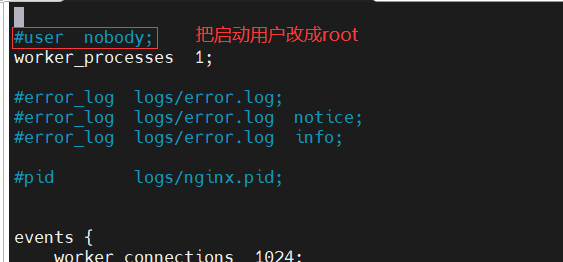 #user  nobody; 把启动用户改成root
worker_processes  1;
#error_log  logs/error.log;
#error_log  logs/error.log  notice;
#error_log  logs/error.log  info;
#pid        logs/nginx.pid;
events {
    worker_connections  1024;